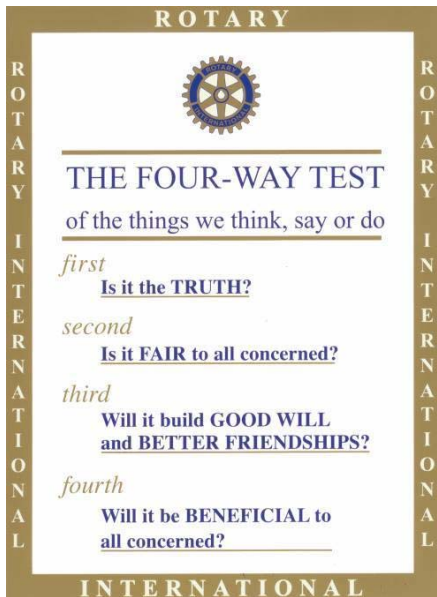 ROTARY
ROTARY INTERNATIONAL
ROTARY INTERNATIONAL
ROTARY
INTERNATIONAL
THE FOUR-WAY TEST
of the things we think, say or do
first
Is it the TRUTH?
second
Is it FAIR to all concerned?
third
Will it build GOOD WILL
and BETTER FRIENDSHIPS?
fourth
Will it be BENEFICIAL to
all concerned?
INTERNATIONAL